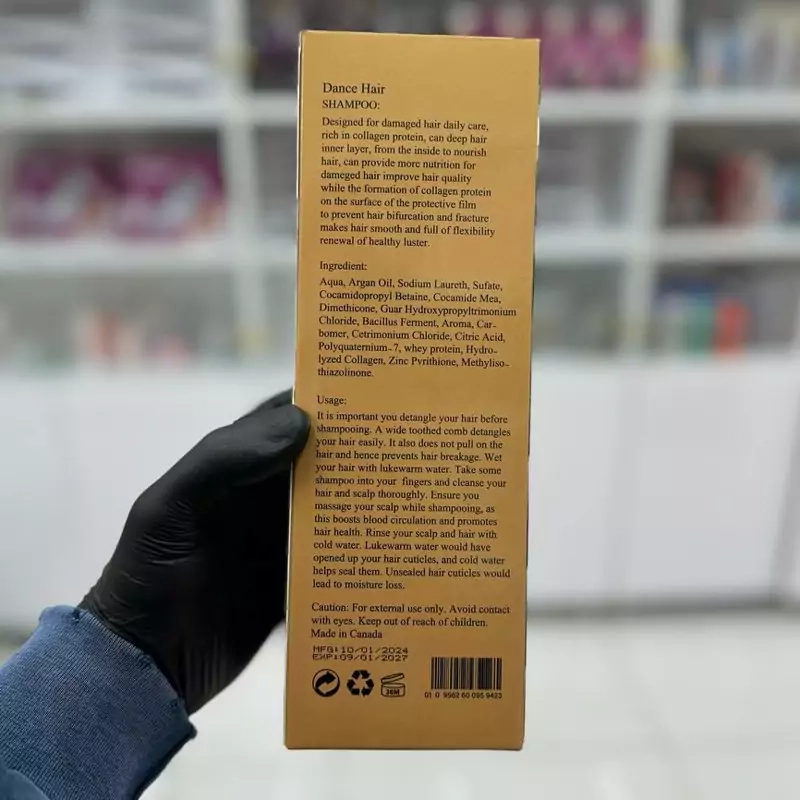 Dance Hair
SHAMPOO:
Designed for damaged hair daily care,
rich in collagen protein, can deep hair
inner layer, from the inside to nourish
hair, can provide more nutrition for
dameged hair improve hair quality
while the formation of collagen protein
on the surface of the protective film
to prevent hair bifurcation and fracture
makes hair smooth and full of flexibility
renewal of healthy luster.
Ingredient:
Aqua, Argan Oil, Sodium Laureth, Sufate,
Cocamidopropyl Betaine, Cocamide Mea,
Dimethicone, Guar Hydroxypropyltrimonium
Chloride, Bacillus Ferment, Aroma, Car-
bomer, Cetrimonium Chloride, Citric Acid,
Polyquaternium-7, whey protein, Hydro-
lyzed Collagen, Zinc Pvrithione, Methyliso-
thiazolinone.
Usage:
It is important you detangle your hair before
shampooing. A wide toothed comb detangles
your hair easily. It also does not pull on the
hair and hence prevents hair breakage. Wet
your hair with lukewarm water. Take some
shampoo into your fingers and cleanse your
hair and scalp thoroughly. Ensure you
massage your scalp while shampooing, as
this boosts blood circulation and promotes
hair health. Rinse your scalp and hair with
cold water. Lukewarm water would have
opened up your hair cuticles, and cold water
helps seal them. Unsealed hair cuticles would
lead to moisture loss.
Caution: For external use only. Avoid contact
with eyes. Keep out of reach of children.
Made in Canada
MFG:10/01/2024
EXP:09/01/2027
36M
01 0 9562 60 095 9423